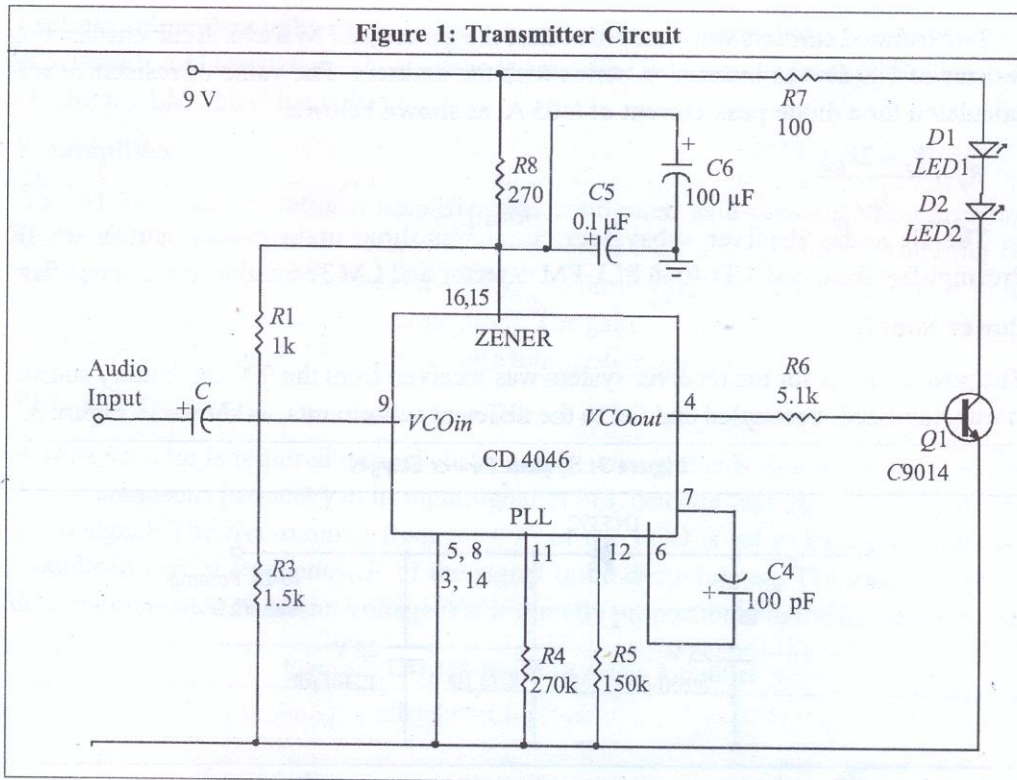 Figure 1: Transmitter Circuit
9 V
R7
100
D1
LED1
D2
LED2
R8
270
+
C6
100 µF
C5
0.1 µF
+
16,15
R1
1k
ZENER
Audio
Input
+
C
9
VCOin
4
VCOout
R6
5.1k
CD 4046
Q1
C9014
7
PLL
5, 8
3, 14
11
12
6
C4
+
100 pF
R3
1.5k
R4
270k
R5
150k